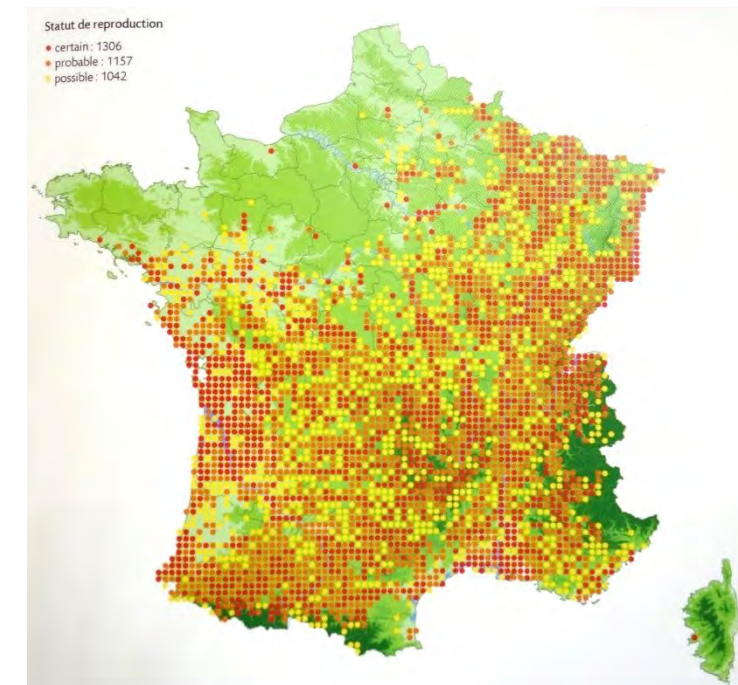 Statut de reproduction
certain : 1306
probable : 1157
possible : 1042